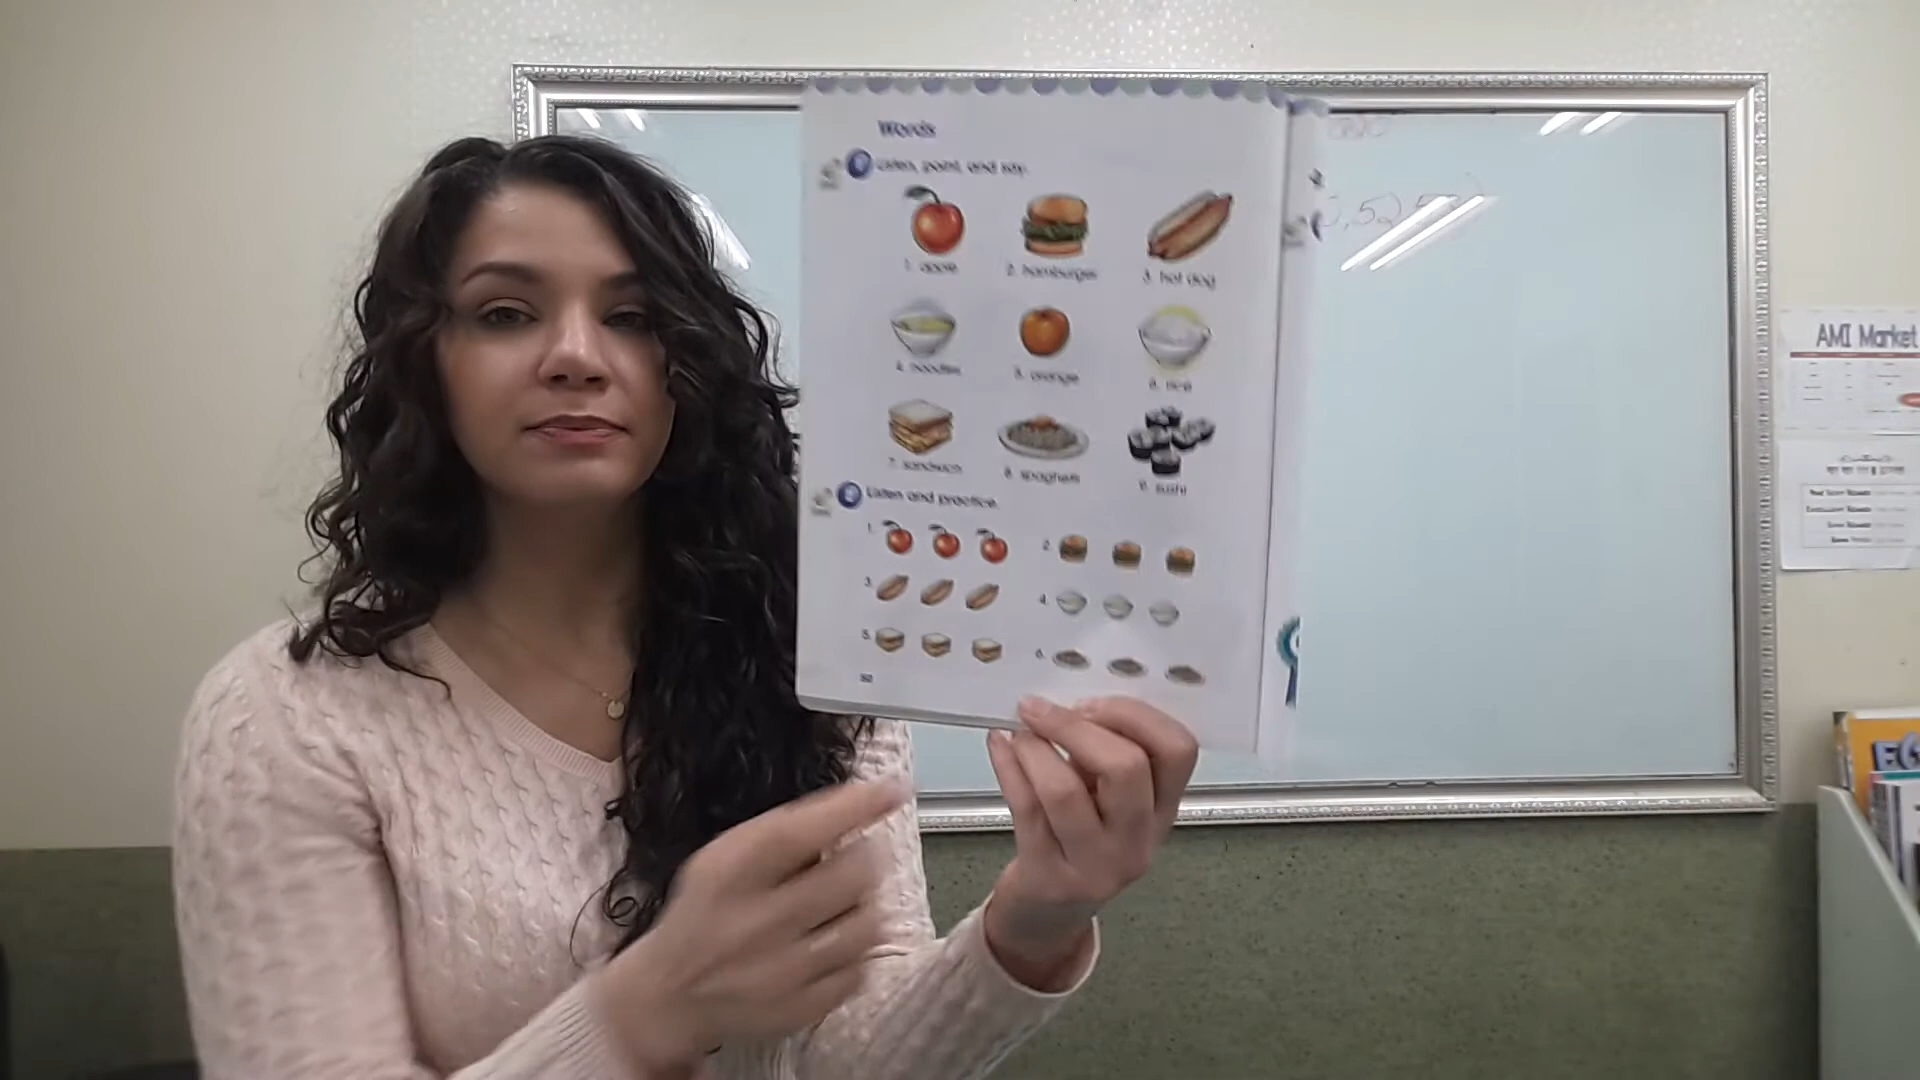 Words
Listen, point, and say.
1. apple
2. hamburger
3. hot dog
4. noodles
5. orange
6. rice
7. sandwich
8. spaghetti
9. sushi
Listen and practice.
1.
2.
3.
4.
5.
6.
50
AMI Market